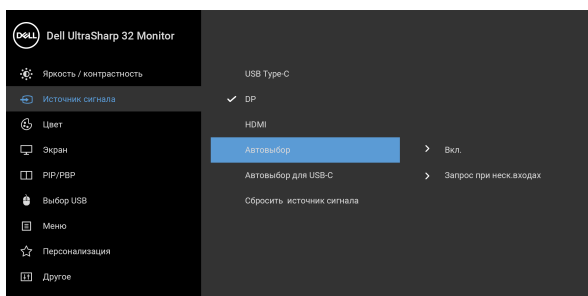 DELL Dell UltraSharp 32 Monitor
Яркость / контрастность USB Type-C
Источник сигнала DP
Цвет HDMI
Экран Автовыбор Вкл.
PIP/PBP Автовыбор для USB-C Запрос при неск.входах
Выбор USB Сбросить источник сигнала
Меню
Персонализация
Другое